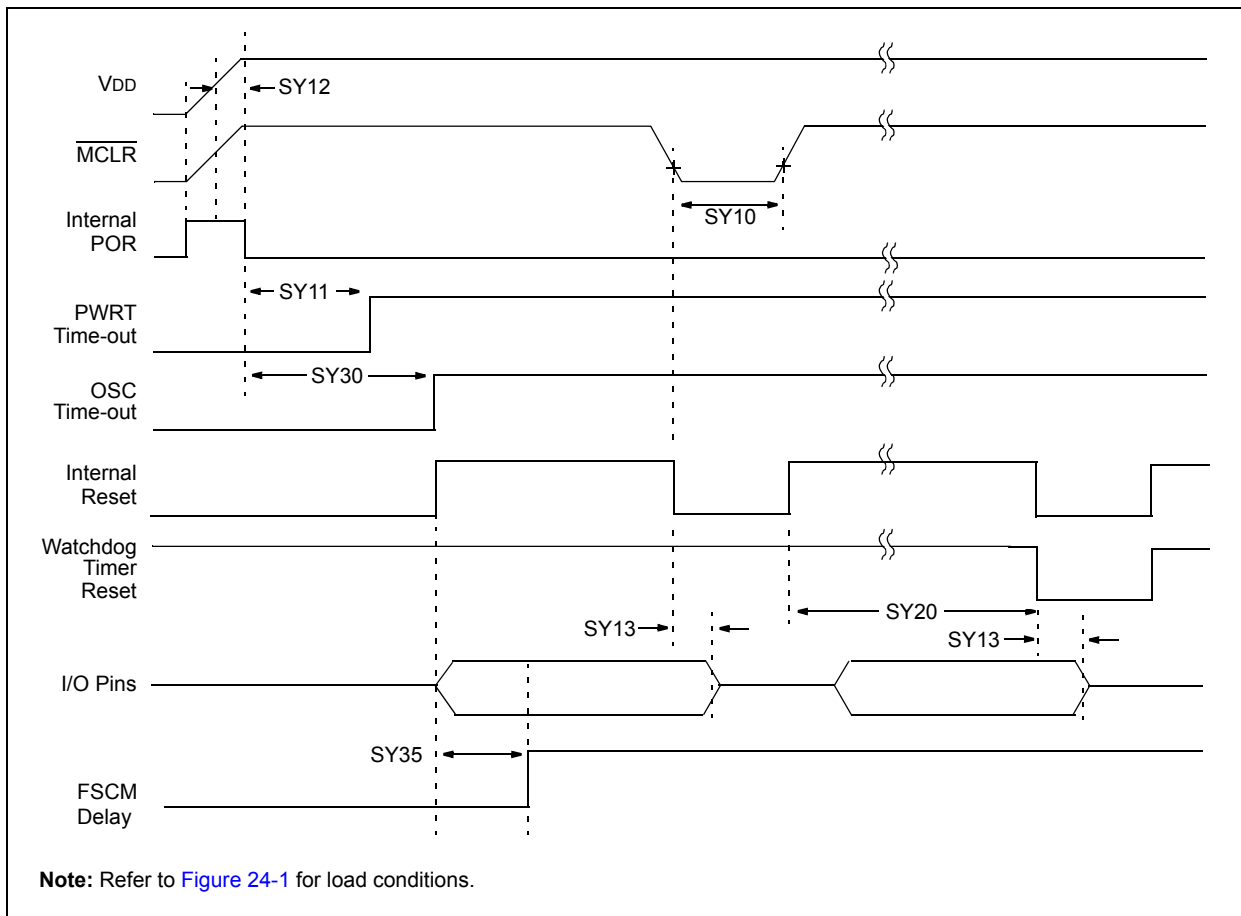 VDD
SY12
MCLR
SY10
Internal
POR
SY11
PWRT
Time-out
SY30
OSC
Time-out
Internal
Reset
Watchdog
Timer
Reset
SY20
SY13
SY13
I/O Pins
SY35
FSCM
Delay
Note: Refer to Figure 24-1 for load conditions.